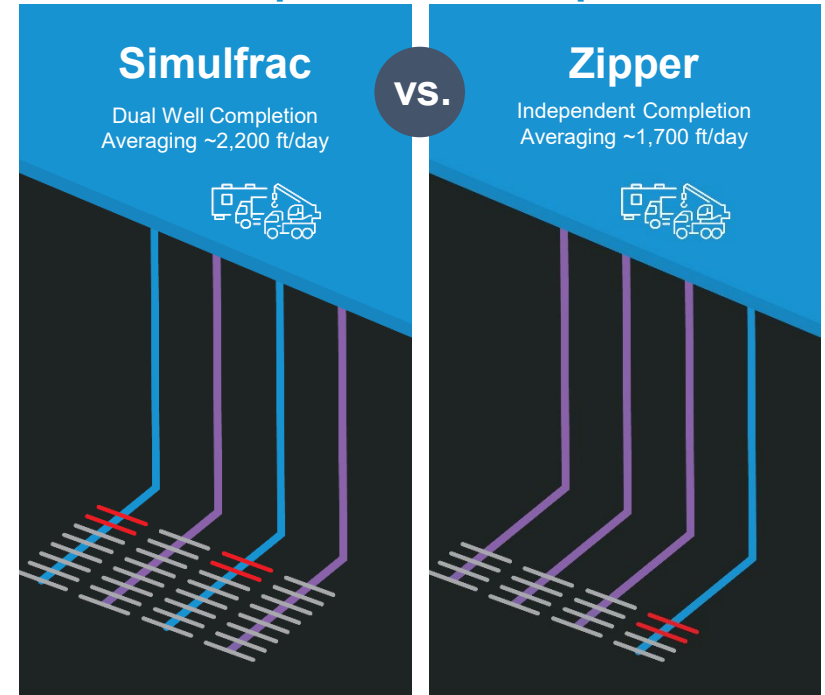 Simulfrac
Dual Well Completion
Averaging ~2,200 ft/day
vs.
Zipper
Independent Completion
Averaging ~1,700 ft/day